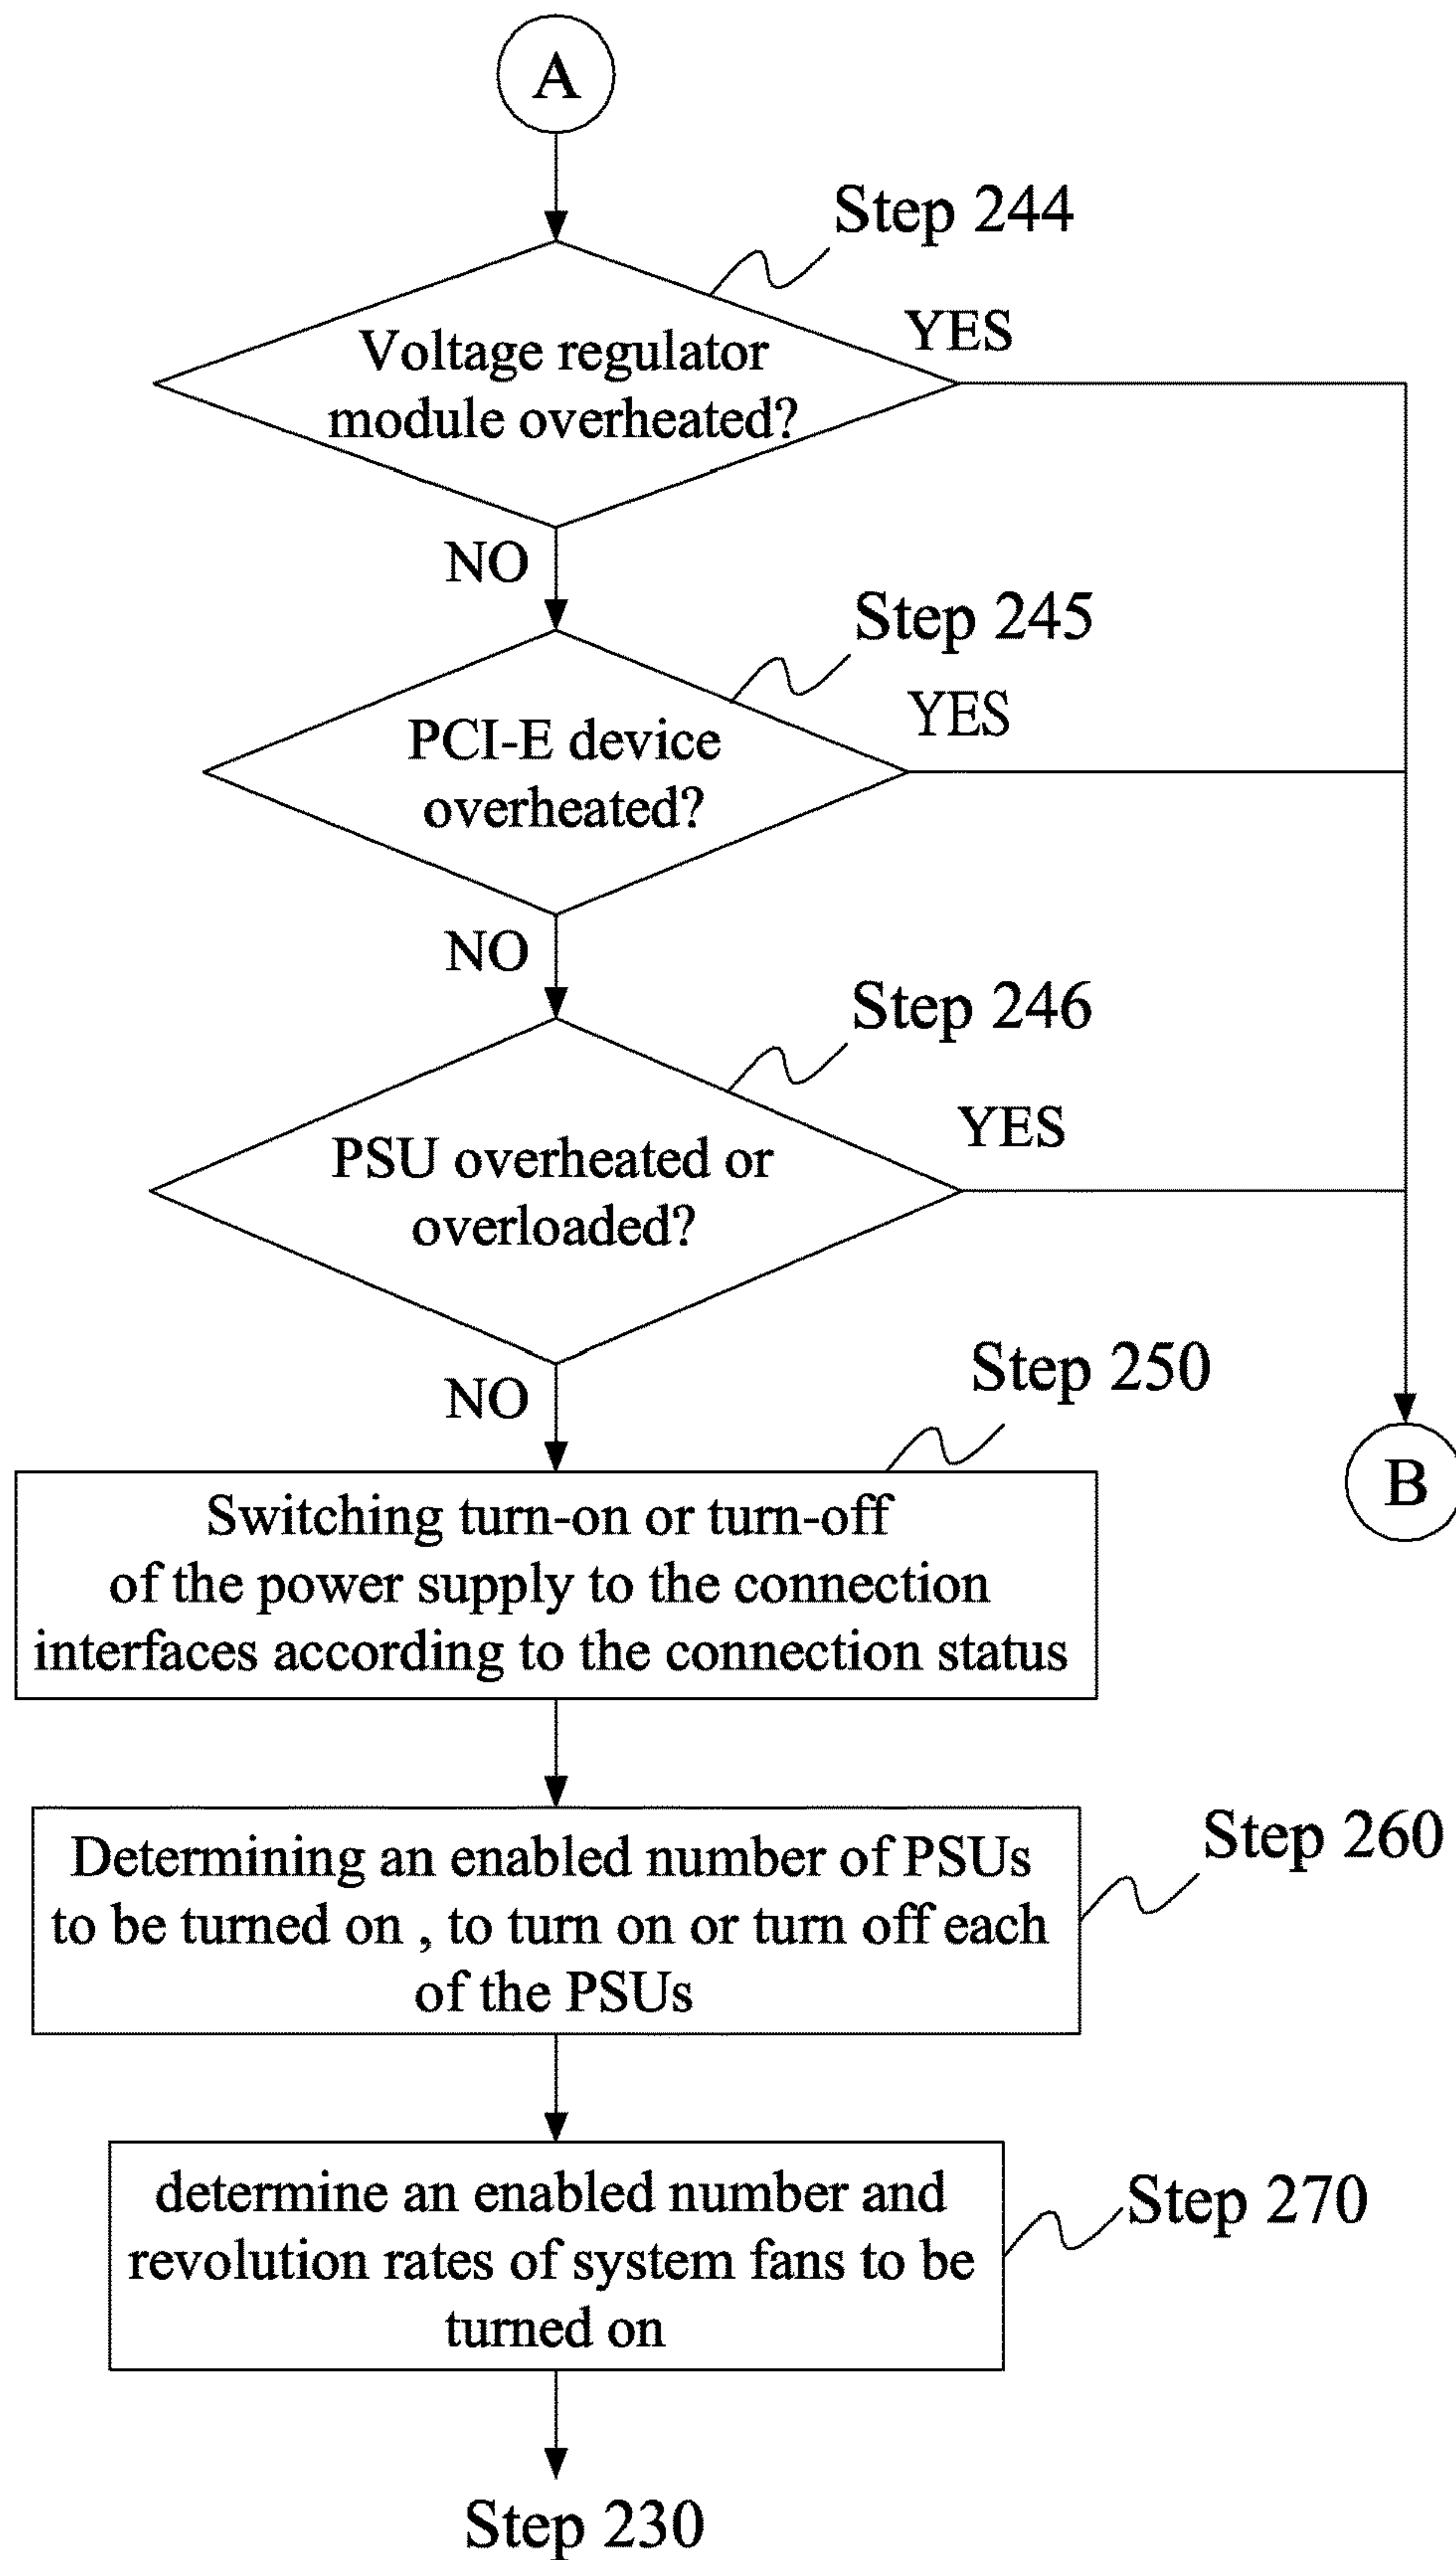 A
Step 244
YES
Voltage regulator
module overheated?
NO
Step 245
YES
PCI-E device
overheated?
NO
Step 246
YES
PSU overheated or
overloaded?
NO
Step 250
B
Switching turn-on or turn-off
of the power supply to the connection
interfaces according to the connection status
Step 260
Determining an enabled number of PSUs
to be turned on , to turn on or turn off each
of the PSUs
Step 270
determine an enabled number and
revolution rates of system fans to be
turned on
Step 230